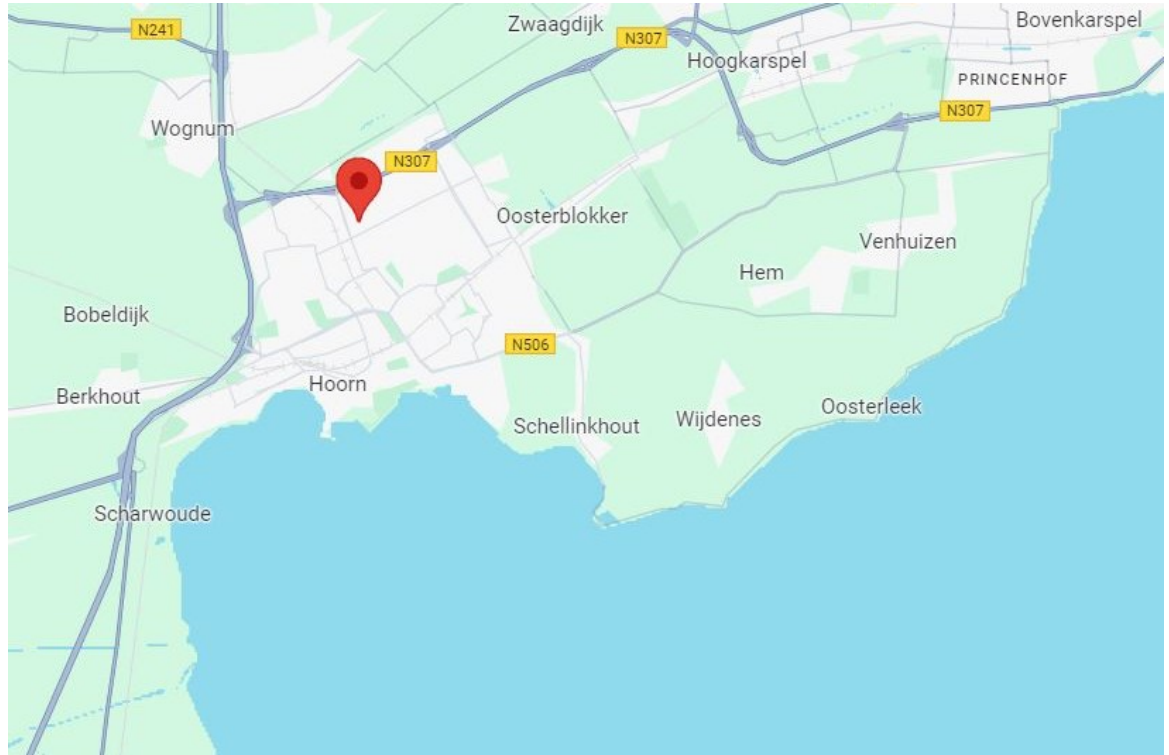 Zwaagdijk
Bovenkarspel
N241
N307
Hoogkarspel
PRINCENHOF
Wognum
N307
N307
Oosterblokker
Venhuizen
Hem
Bobeldijk
N506
Hoorn
Berkhout
Schellinkhout
Wijdenes
Oosterleek
Scharwoude